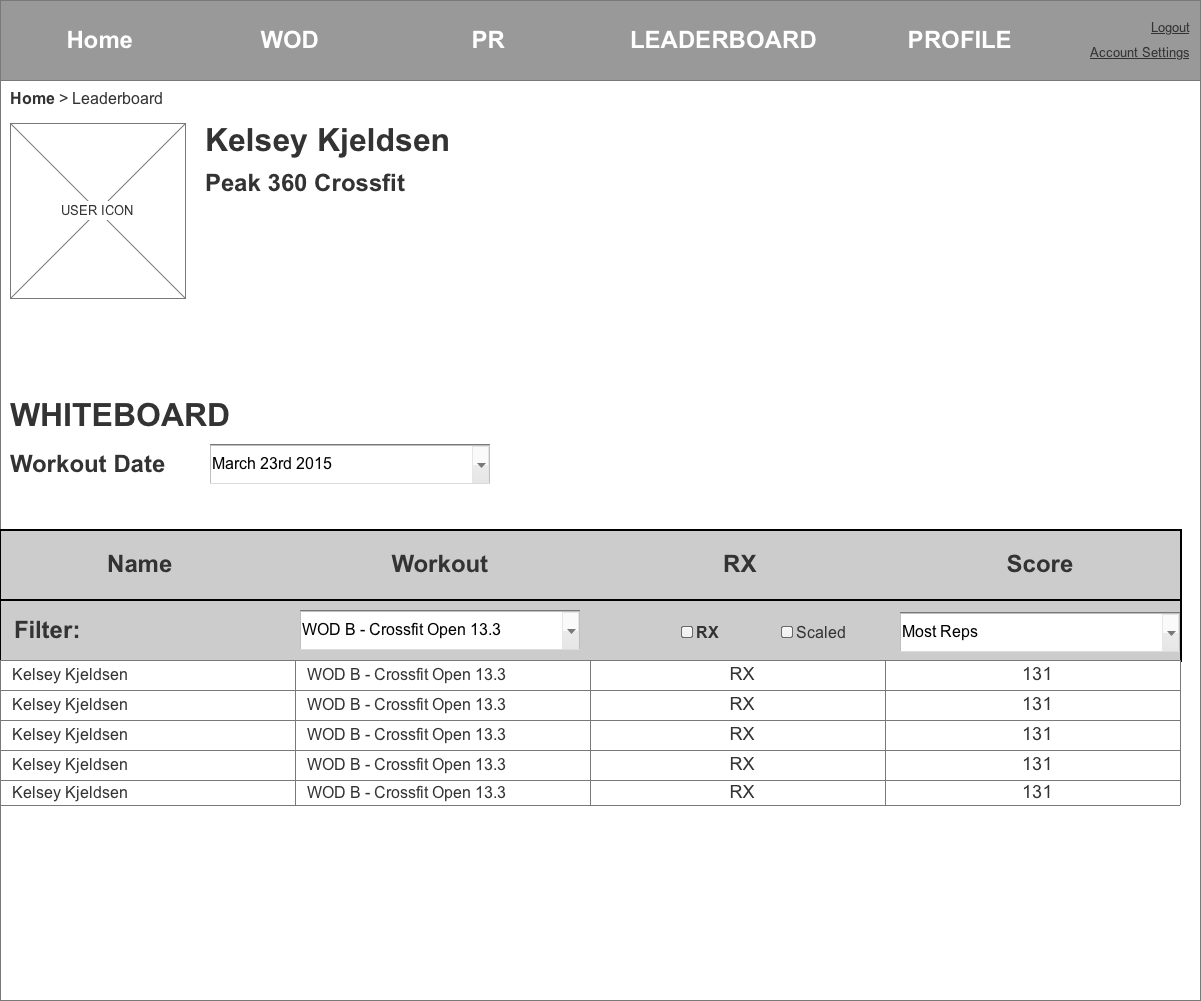 Home WOD PR LEADERBOARD PROFILE Logout
Account Settings
Home > Leaderboard
Kelsey Kjeldsen
Peak 360 Crossfit
USER ICON
WHITEBOARD
Workout Date March 23rd 2015
Name Workout RX Score
Filter: WOD B - Crossfit Open 13.3 RX Scaled Most Reps
Kelsey Kjeldsen WOD B - Crossfit Open 13.3 RX 131
Kelsey Kjeldsen WOD B - Crossfit Open 13.3 RX 131
Kelsey Kjeldsen WOD B - Crossfit Open 13.3 RX 131
Kelsey Kjeldsen WOD B - Crossfit Open 13.3 RX 131
Kelsey Kjeldsen WOD B - Crossfit Open 13.3 RX 131